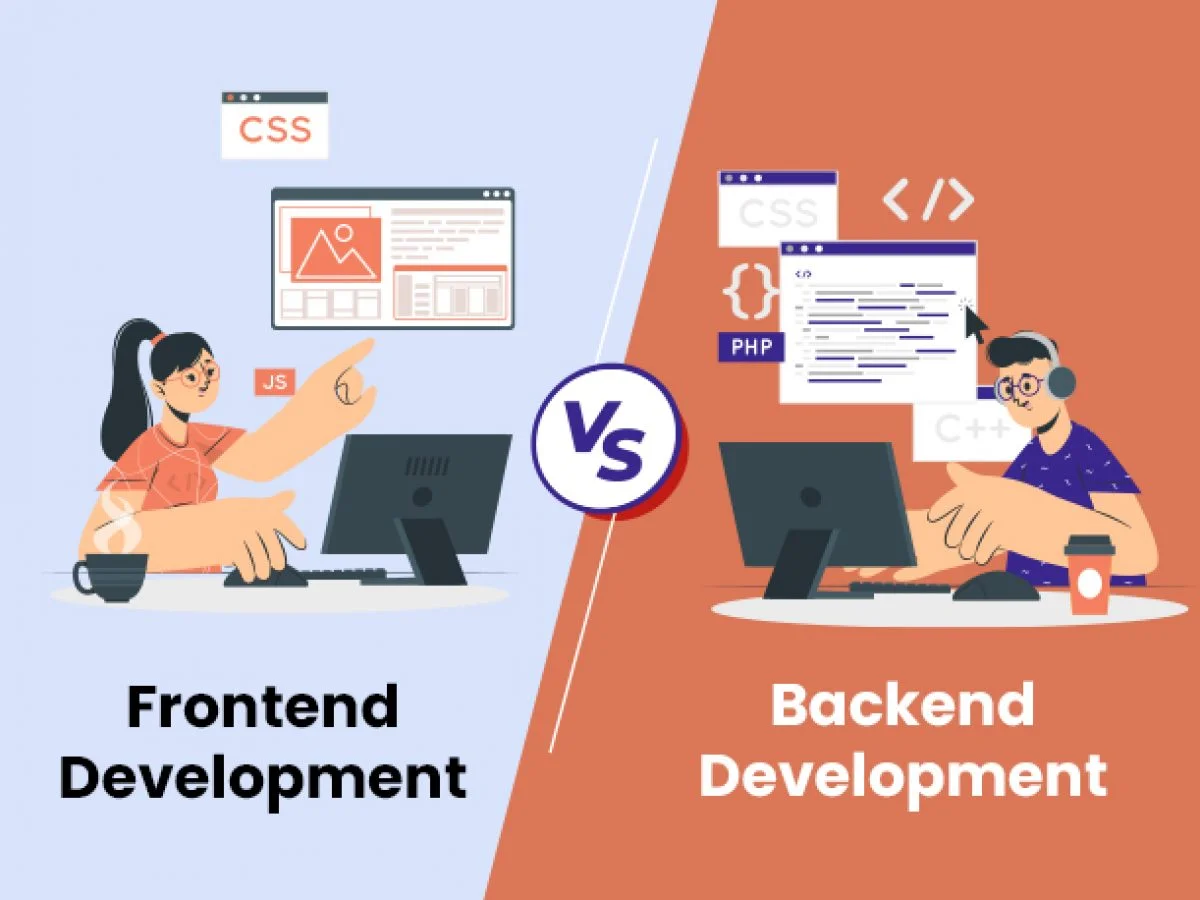 CSS
JS
Frontend
Development
VS
CSS
</>
{}
</>
PHP
C++
Backend
Development